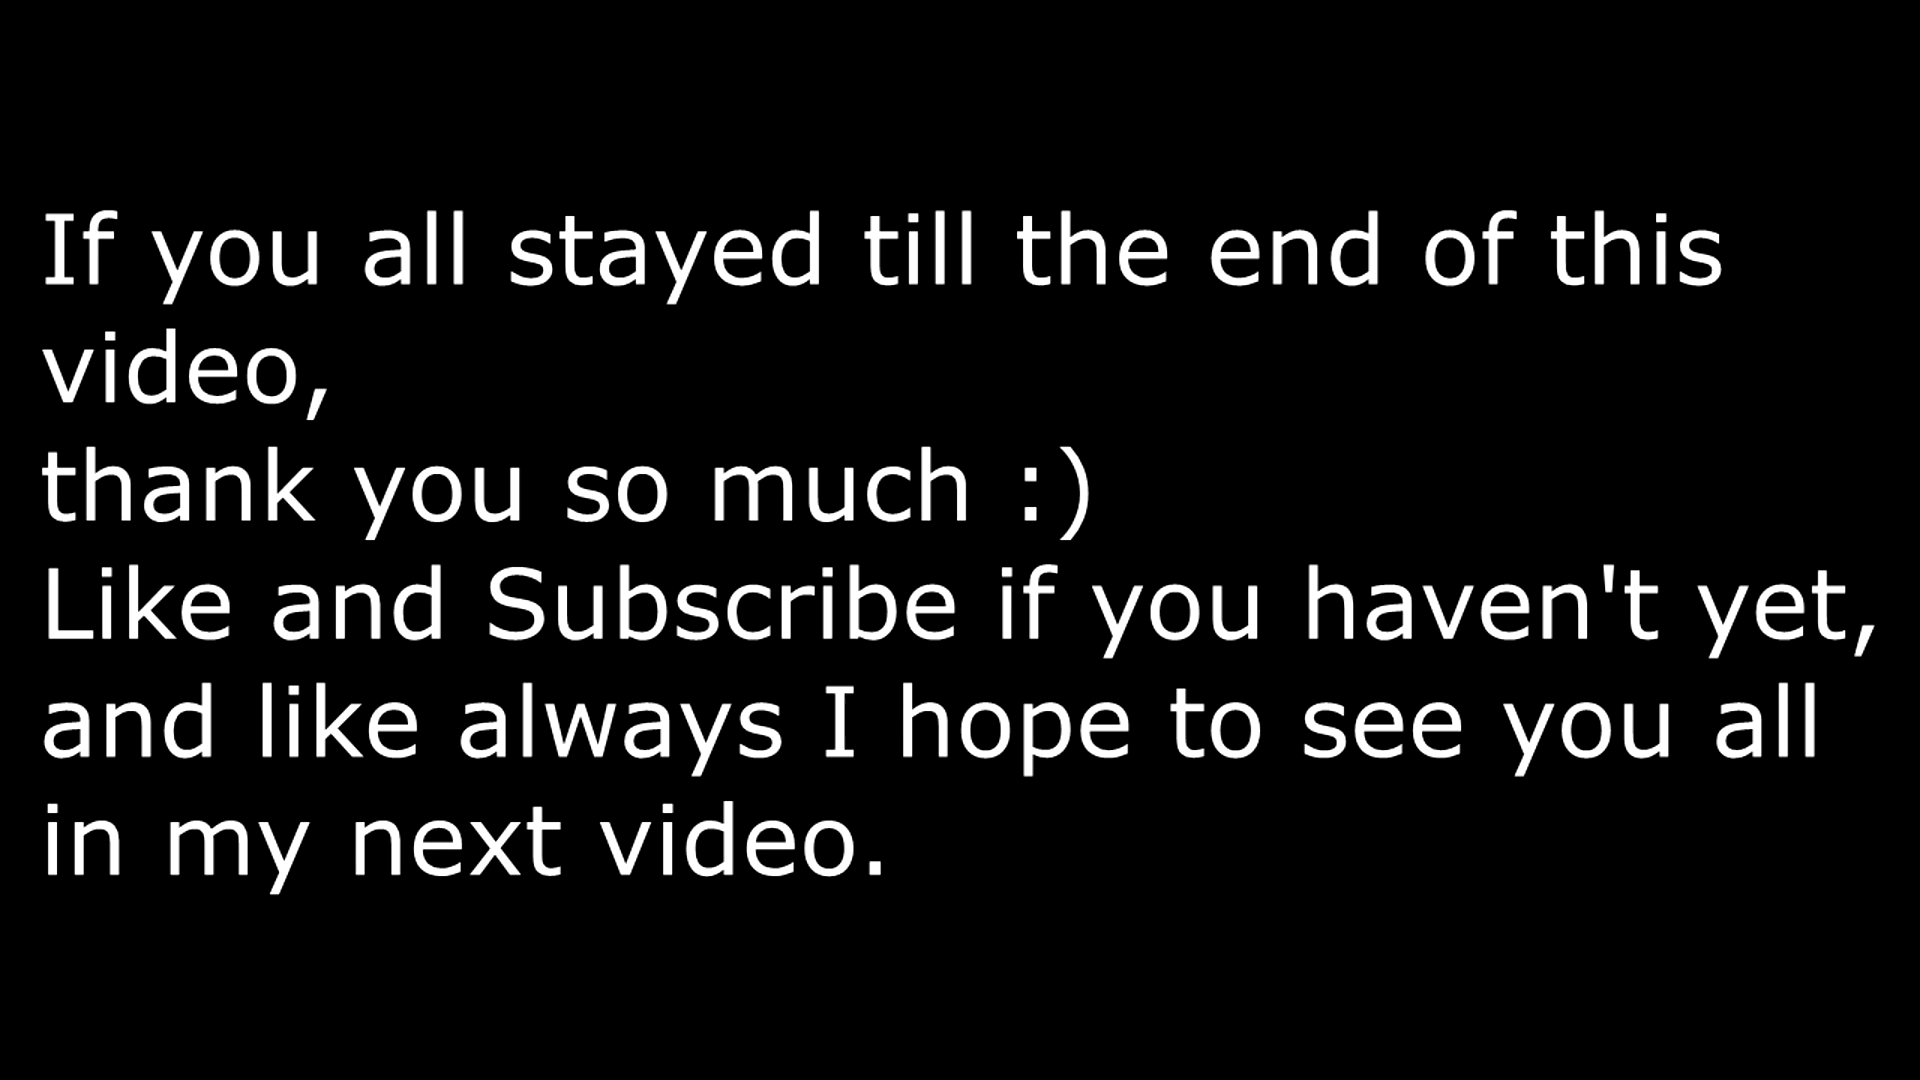 If you all stayed till the end of this
video,
thank you so much :)
Like and Subscribe if you haven't yet,
and like always I hope to see you all
in my next video.